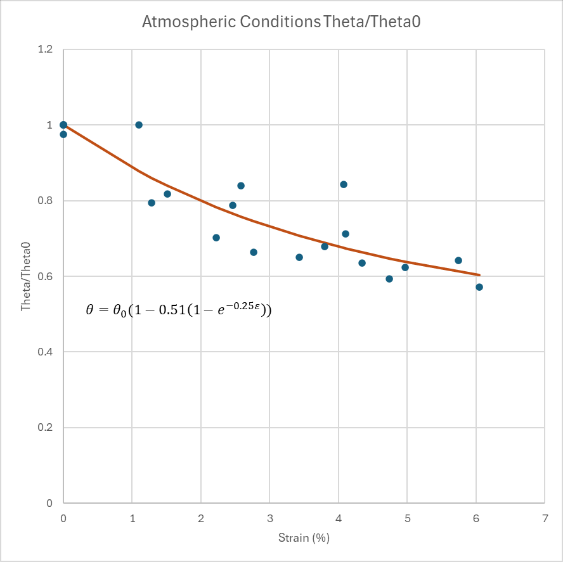 Atmospheric Conditions Theta/Theta0
1.2
1
0.8
0.6
0.4
0.2
0
Theta/Theta0
θ = θ₀(1 − 0.51(1 − e^{−0.25ε}))
0 1 2 3 4 5 6 7
Strain (%)